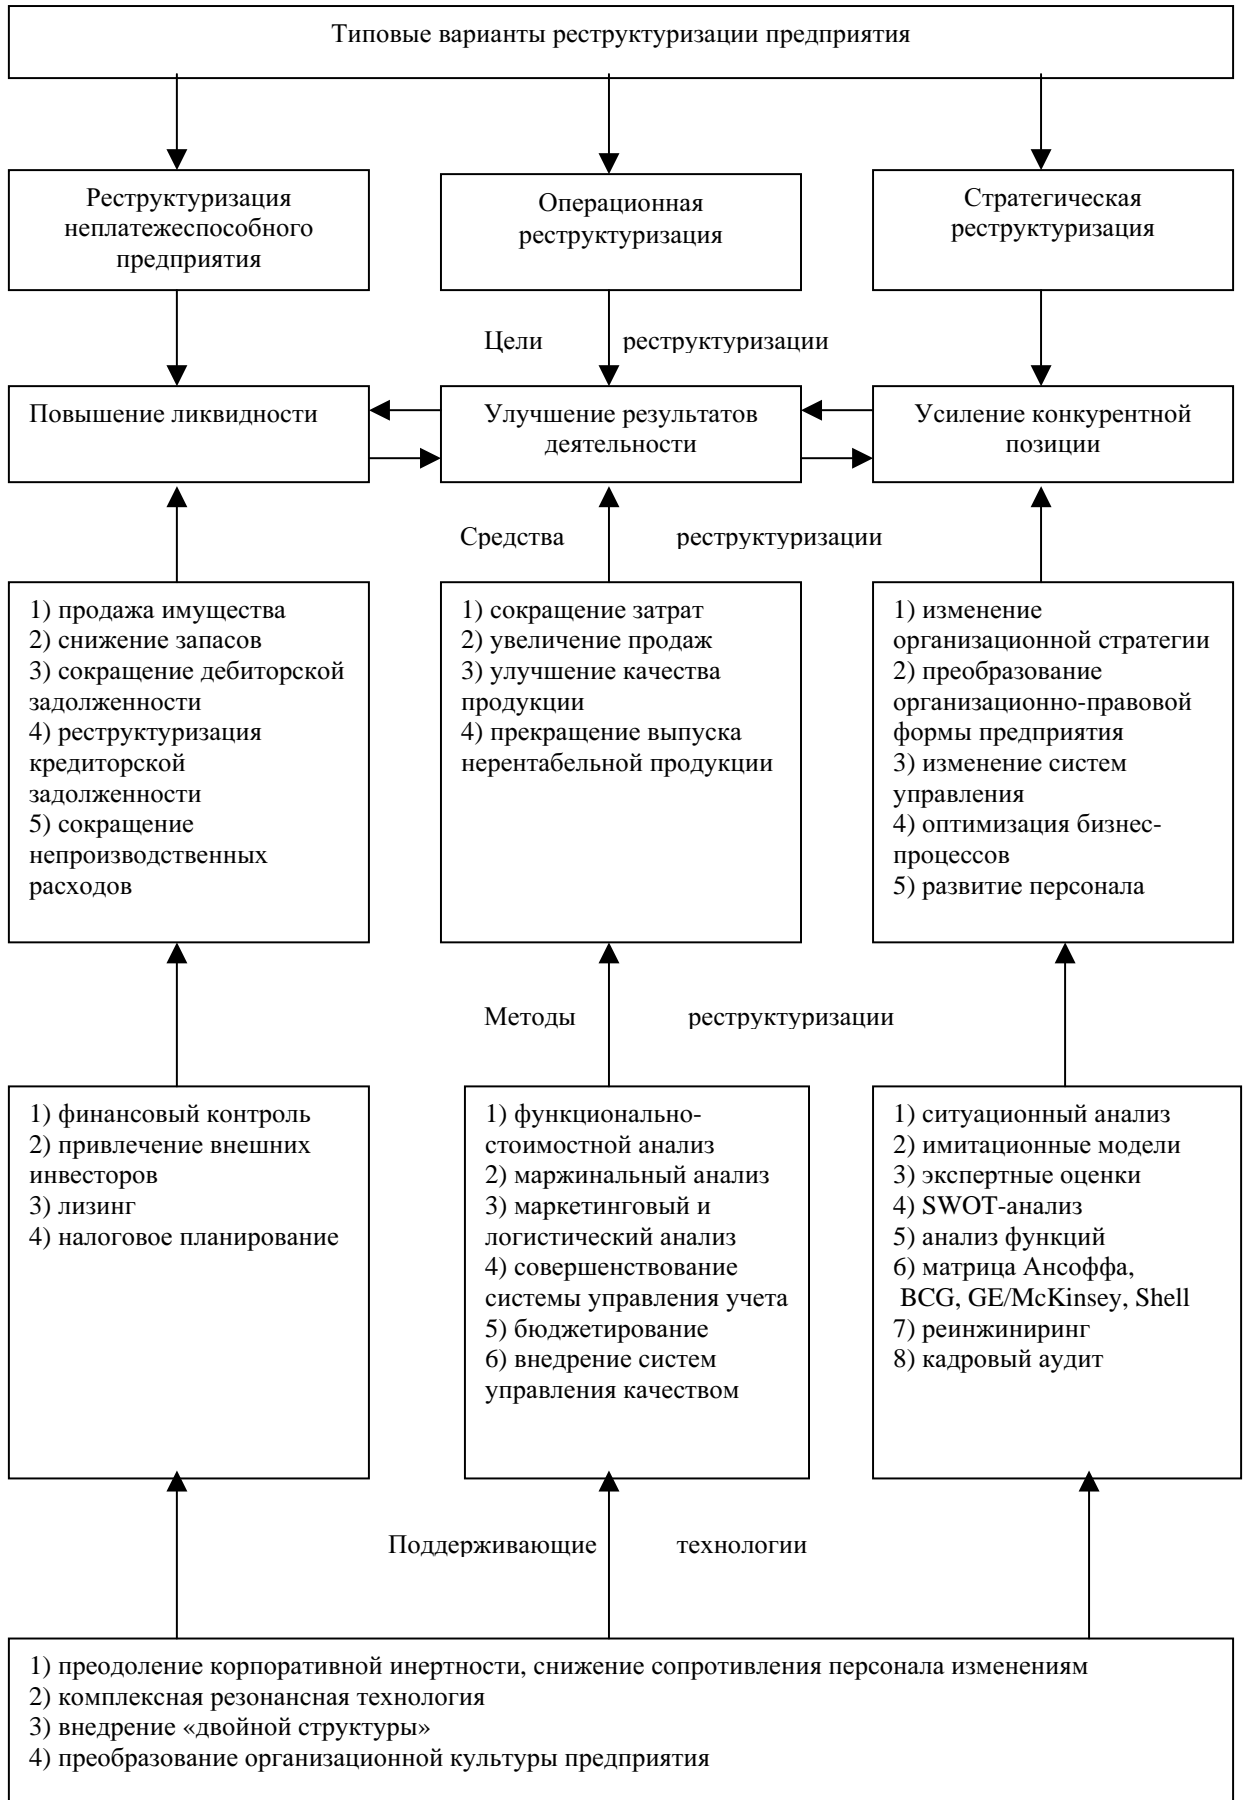 Типовые варианты реструктуризации предприятия
Реструктуризация
неплатежеспособного
предприятия
Операционная
реструктуризация
Стратегическая
реструктуризация
Цели реструктуризации
Повышение ликвидности
Улучшение результатов
деятельности
Усиление конкурентной
позиции
Средства реструктуризации
1) продажа имущества
2) снижение запасов
3) сокращение дебиторской
задолженности
4) реструктуризация
кредиторской
задолженности
5) сокращение
непроизводственных
расходов
1) сокращение затрат
2) увеличение продаж
3) улучшение качества
продукции
4) прекращение выпуска
нерентабельной продукции
1) изменение
организационной стратегии
2) преобразование
организационно-правовой
формы предприятия
3) изменение систем
управления
4) оптимизация бизнес-
процессов
5) развитие персонала
Методы реструктуризации
1) финансовый контроль
2) привлечение внешних
инвесторов
3) лизинг
4) налоговое планирование
1) функционально-
стоимостной анализ
2) маржинальный анализ
3) маркетинговый и
логистический анализ
4) совершенствование
системы управления учета
5) бюджетирование
6) внедрение систем
управления качеством
1) ситуационный анализ
2) имитационные модели
3) экспертные оценки
4) SWOT-анализ
5) анализ функций
6) матрица Ансоффа,
BCG, GE/McKinsey, Shell
7) реинжиниринг
8) кадровый аудит
Поддерживающие технологии
1) преодоление корпоративной инертности, снижение сопротивления персонала изменениям
2) комплексная резонансная технология
3) внедрение «двойной структуры»
4) преобразование организационной культуры предприятия